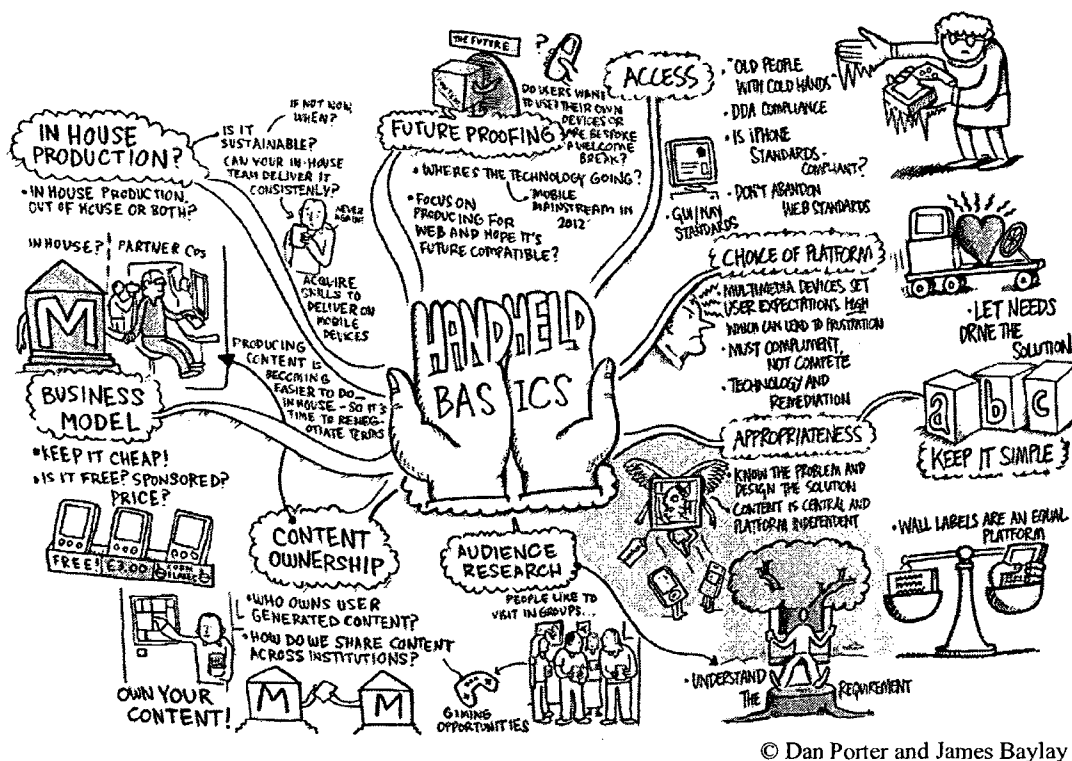 HANDHELD
BASICS
IN HOUSE
PRODUCTION?
• IN HOUSE PRODUCTION,
OUT OF HOUSE OR BOTH?
IS IT
SUSTAINABLE?
IF NOT NOW
WHEN?
CAN YOUR IN-HOUSE
TEAM DELIVER IT
CONSISTENLY?
NEVER
AGAIN!
ACQUIRE
SKILLS TO
DELIVER ON
MOBILE
DEVICES
IN HOUSE?
PARTNER COs
M
BUSINESS
MODEL
• KEEP IT CHEAP!
• IS IT FREE? SPONSORED?
PRICE?
FREE!
£3.00
CORN
FLAKES
PRODUCING
CONTENT IS
BECOMING
EASIER TO DO
IN HOUSE - SO IT'S
TIME TO RENEG-
OTIATE TERMS
CONTENT
OWNERSHIP
• WHO OWNS USER
GENERATED CONTENT?
• HOW DO WE SHARE CONTENT
ACROSS INSTITUTIONS?
OWN YOUR
CONTENT!
M
M
AUDIENCE
RESEARCH
PEOPLE LIKE TO
VISIT IN GROUPS...
GAMING
OPPORTUNITIES
• UNDERSTAND
THE
REQUIREMENT
THE FUTURE
FUTURE PROOFING
?
DO USERS WANT
TO USE THEIR OWN
DEVICES OR
ARE BESPOKE
A WELCOME
BREAK?
• WHERE'S THE TECHNOLOGY GOING?
MOBILE
MAINSTREAM IN
2012
• FOCUS ON
PRODUCING FOR
WEB AND HOPE IT'S
FUTURE COMPATIBLE?
ACCESS
• "OLD PEOPLE
WITH COLD HANDS"
• DDA COMPLIANCE
• IS iPHONE
STANDARDS-
COMPLIANT?
• DON'T ABANDON
WEB STANDARDS
STANDARDS
CHOICE OF PLATFORM
• MULTIMEDIA DEVICES SET
USER EXPECTATIONS HIGH
WHICH CAN LEAD TO FRUSTRATION
• MUST COMPLIMENT,
NOT COMPETE
• TECHNOLOGY AND
REMEDIATION
• LET NEEDS
DRIVE THE
SOLUTION
APPROPRIATENESS
• KNOW THE PROBLEM AND
DESIGN THE SOLUTION
• CONTENT IS CENTRAL AND
PLATFORM INDEPENDENT
a b c
KEEP IT SIMPLE
• WALL LABELS ARE AN EQUAL
PLATFORM
© Dan Porter and James Baylay